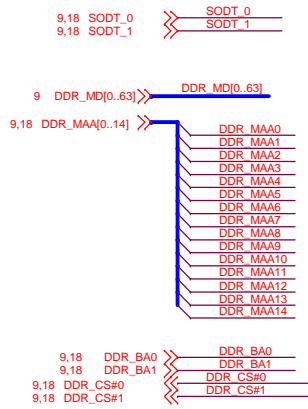 9,18 SODT_0 SODT_0
9,18 SODT_1 SODT_1
9 DDR_MD[0..63] DDR_MD[0..63]
9,18 DDR_MAA[0..14]
DDR_MAA0
DDR_MAA1
DDR_MAA2
DDR_MAA3
DDR_MAA4
DDR_MAA5
DDR_MAA6
DDR_MAA7
DDR_MAA8
DDR_MAA9
DDR_MAA10
DDR_MAA11
DDR_MAA12
DDR_MAA13
DDR_MAA14
9,18 DDR_BA0 DDR_BA0
9,18 DDR_BA1 DDR_BA1
9,18 DDR_CS#0 DDR_CS#0
9,18 DDR_CS#1 DDR_CS#1